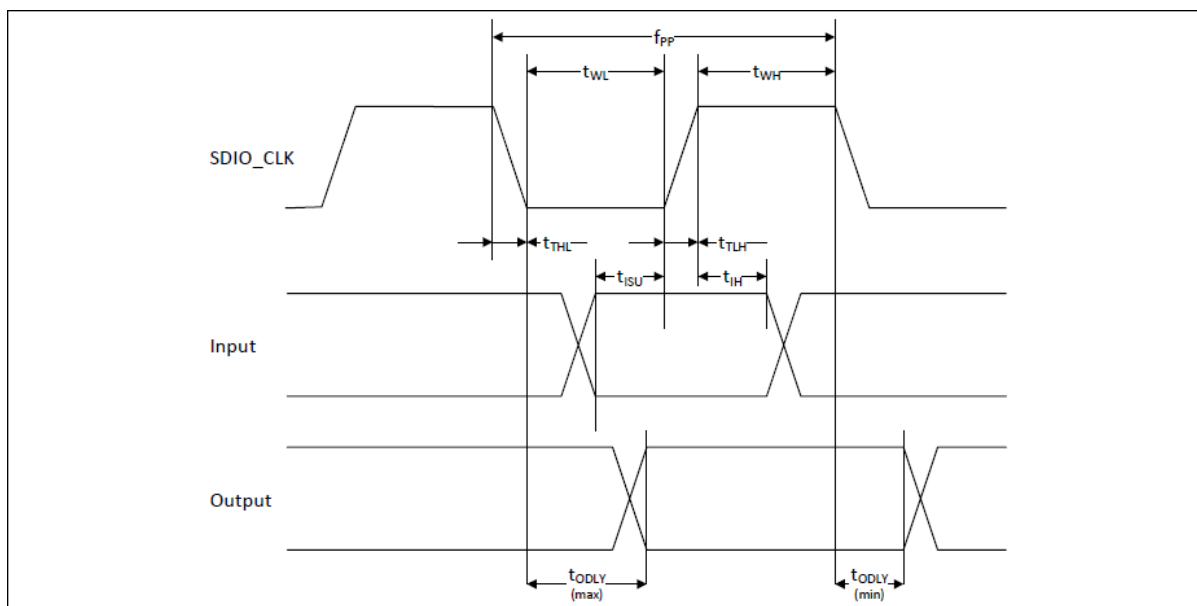 fPP
tWL
tWH
SDIO_CLK
tTHL
tTLH
tISU
tIH
Input
Output
tODLY
(max)
tODLY
(min)